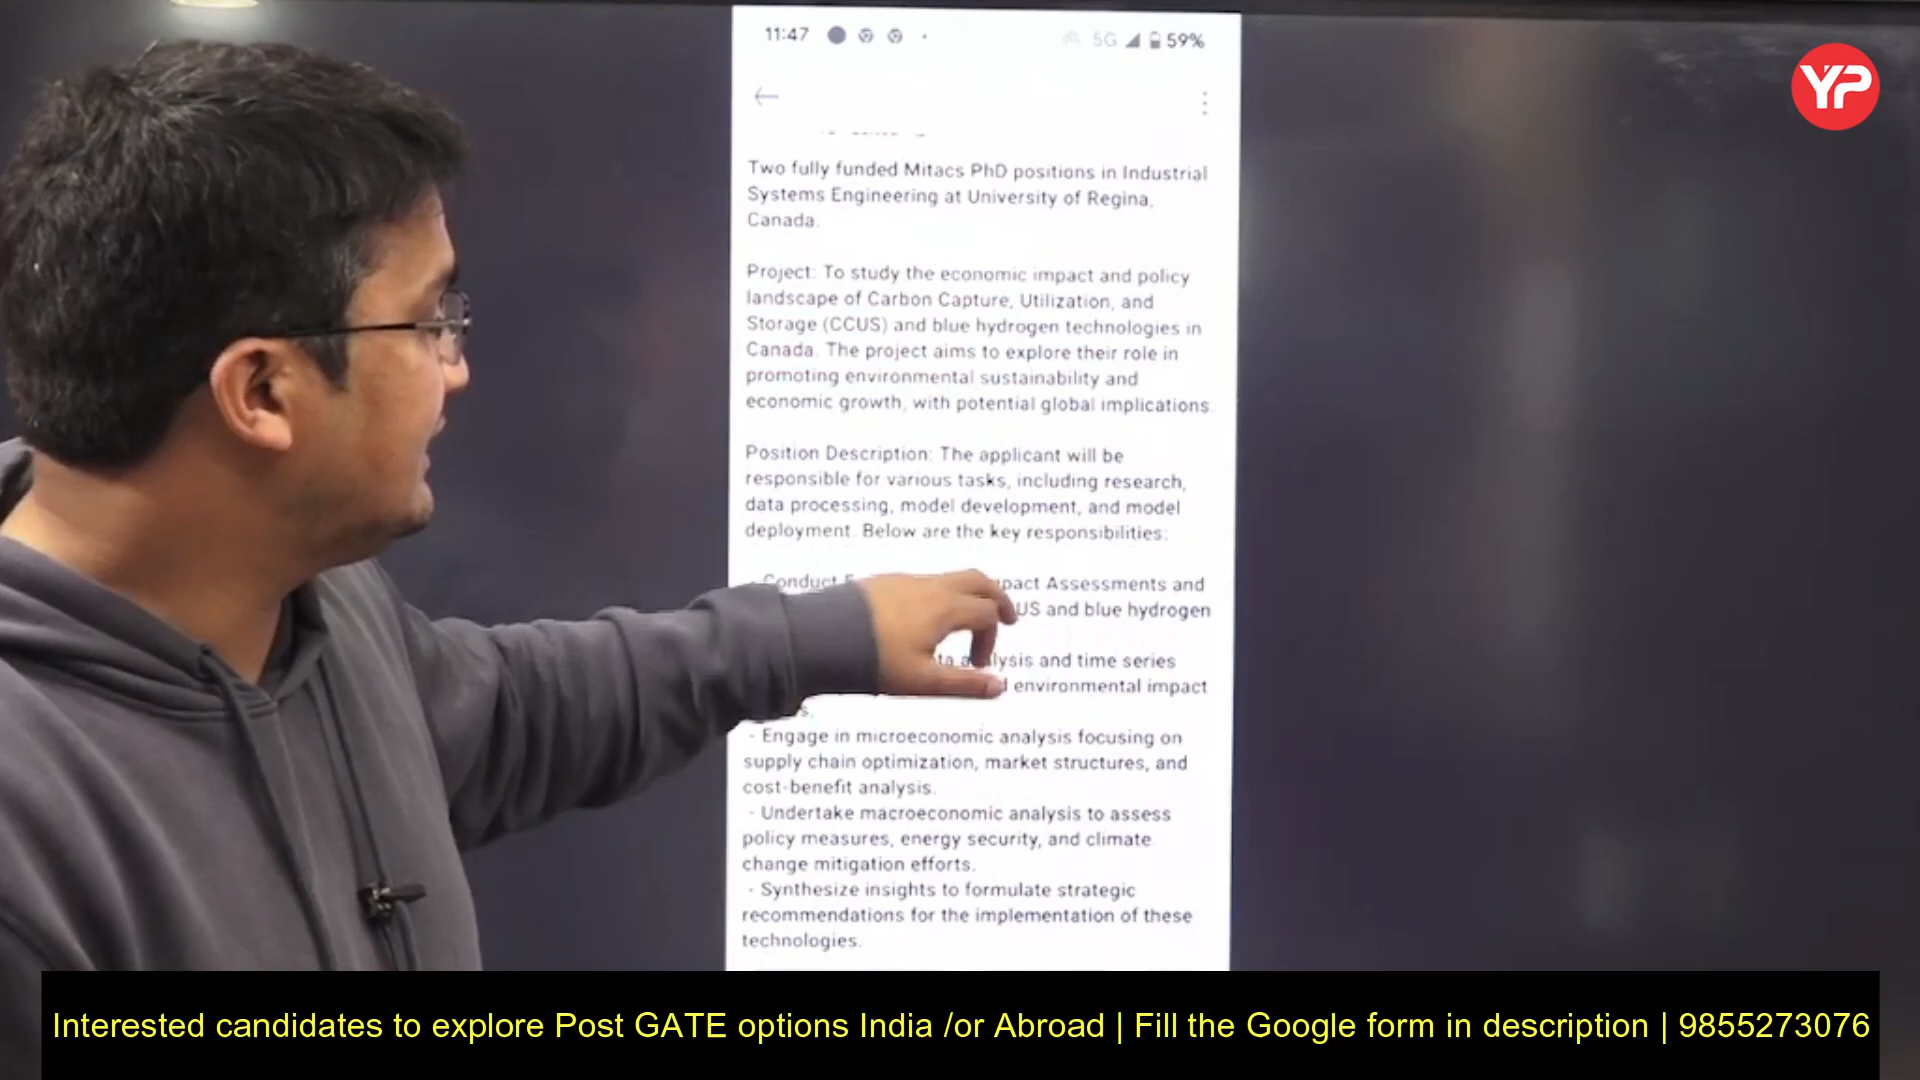 11:47
5G
59%
YP
Two fully funded Mitacs PhD positions in Industrial
Systems Engineering at University of Regina,
Canada.
Project: To study the economic impact and policy
landscape of Carbon Capture, Utilization, and
Storage (CCUS) and blue hydrogen technologies in
Canada. The project aims to explore their role in
promoting environmental sustainability and
economic growth, with potential global implications.
Position Description: The applicant will be
responsible for various tasks, including research,
data processing, model development, and model
deployment. Below are the key responsibilities:
- Conduct Assessments and
and blue hydrogen
and time series
environmental impact
- Engage in microeconomic analysis focusing on
supply chain optimization, market structures, and
cost-benefit analysis.
- Undertake macroeconomic analysis to assess
policy measures, energy security, and climate
change mitigation efforts.
- Synthesize insights to formulate strategic
recommendations for the implementation of these
technologies.
Interested candidates to explore Post GATE options India /or Abroad | Fill the Google form in description | 9855273076